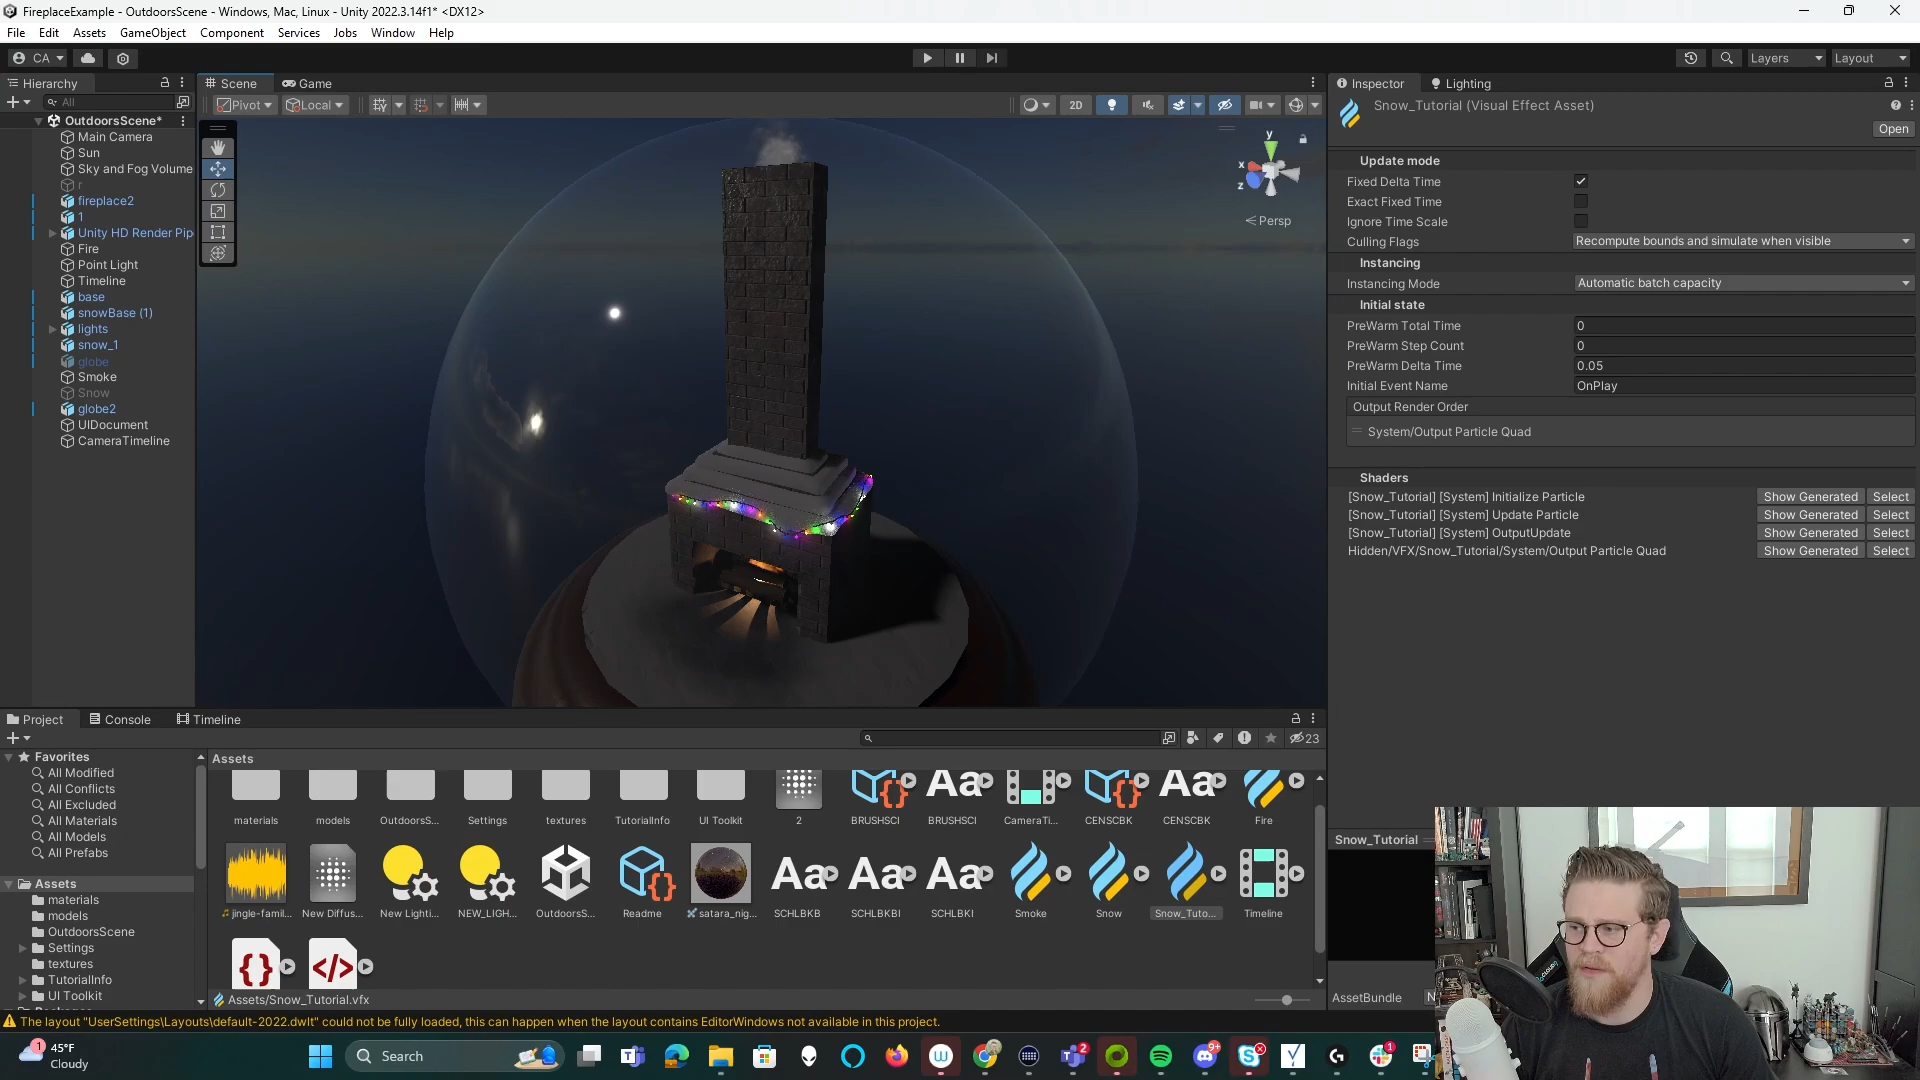 FireplaceExample - OutdoorsScene - Windows, Mac, Linux - Unity 2022.3.14f1* <DX12>
File Edit Assets GameObject Component Services Jobs Window Help
CA Layers Layout
Hierarchy
All
OutdoorsScene*
Main Camera
Sun
Sky and Fog Volume
r
fireplace2
1
Unity HD Render Pip
Fire
Point Light
Timeline
base
snowBase (1)
lights
snow_1
globe
Smoke
Snow
globe2
UIDocument
CameraTimeline
Scene Game
Pivot Local 2D
y
x
z
Persp
Inspector Lighting
Snow_Tutorial (Visual Effect Asset)
Open
Update mode
Fixed Delta Time
Exact Fixed Time
Ignore Time Scale
Culling Flags Recompute bounds and simulate when visible
Instancing
Instancing Mode Automatic batch capacity
Initial state
PreWarm Total Time 0
PreWarm Step Count 0
PreWarm Delta Time 0.05
Initial Event Name OnPlay
Output Render Order
System/Output Particle Quad
Shaders
[Snow_Tutorial] [System] Initialize Particle Show Generated Select
[Snow_Tutorial] [System] Update Particle Show Generated Select
[Snow_Tutorial] [System] OutputUpdate Show Generated Select
Hidden/VFX/Snow_Tutorial/System/Output Particle Quad Show Generated Select
Snow_Tutorial
AssetBundle N
Project Console Timeline
23
Favorites
All Modified
All Conflicts
All Excluded
All Materials
All Models
All Prefabs
Assets
materials
models
OutdoorsScene
Settings
textures
TutorialInfo
UI Toolkit
Assets
Aa Aa
materials models OutdoorsS... Settings textures TutorialInfo UI Toolkit 2 BRUSHSCI BRUSHSCI CameraTi... CENSCBK CENSCBK Fire
Aa Aa Aa
jingle-famil... New Diffus... New Lighti... NEW_LIGH... OutdoorsS... Readme satara_nig... SCHLBKB SCHLBKBI SCHLBKI Smoke Snow Snow_Tuto... Timeline
Assets/Snow_Tutorial.vfx
The layout "UserSettings\Layouts\default-2022.dwlt" could not be fully loaded, this can happen when the layout contains EditorWindows not available in this project.
1
45°F
Cloudy
Search
2
9+
1